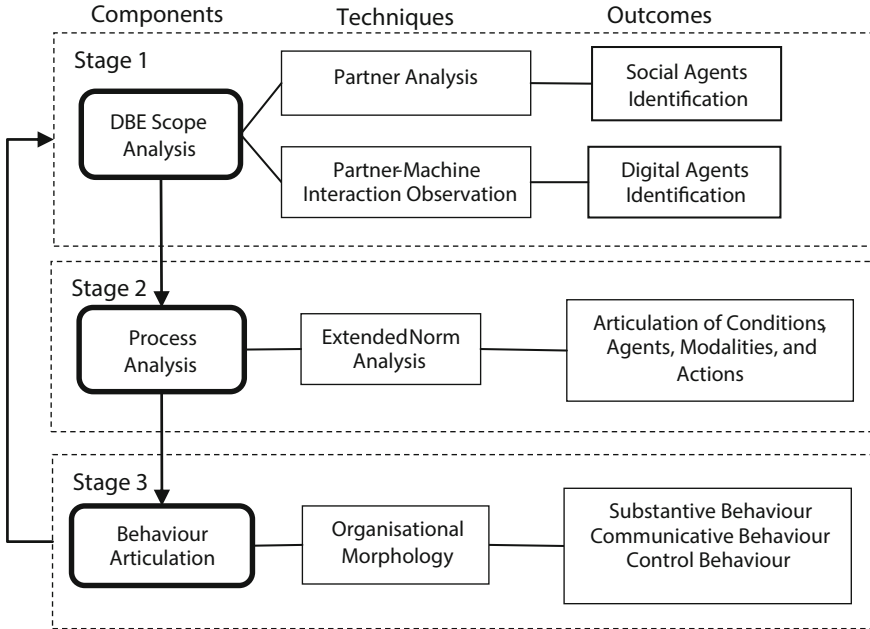 Components
Techniques
Outcomes
Stage 1
DBE Scope
Analysis
Partner Analysis
Social Agents
Identification
Partner-Machine
Interaction Observation
Digital Agents
Identification
Stage 2
Process
Analysis
ExtendedNorm
Analysis
Articulation of Conditions,
Agents, Modalities, and
Actions
Stage 3
Behaviour
Articulation
Organisational
Morphology
Substantive Behaviour
Communicative Behaviour
Control Behaviour